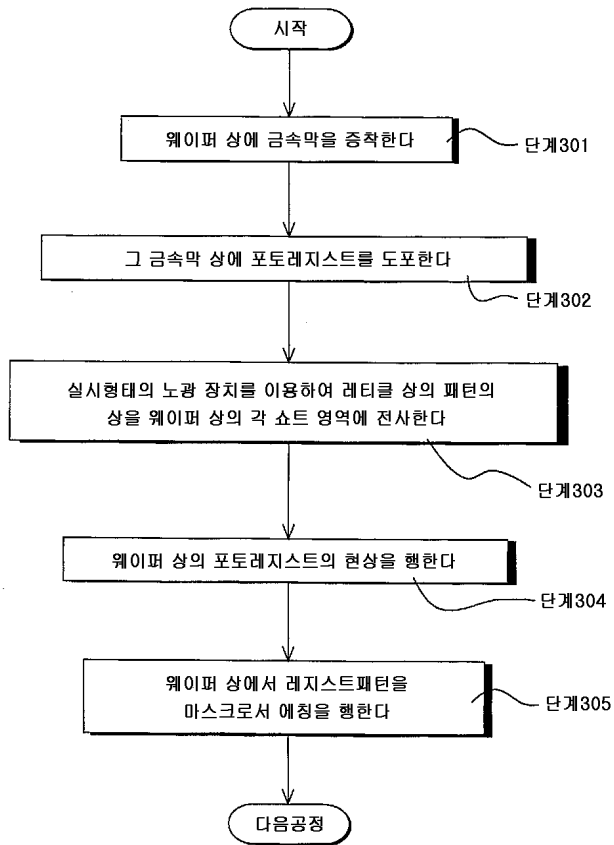 시작
웨이퍼 상에 금속막을 증착한다
단계301
그 금속막 상에 포토레지스트를 도포한다
단계302
실시형태의 노광 장치를 이용하여 레티클 상의 패턴의
상을 웨이퍼 상의 각 쇼트 영역에 전사한다
단계303
웨이퍼 상의 포토레지스트의 현상을 행한다
단계304
웨이퍼 상에서 레지스트패턴을
마스크로서 에칭을 행한다
단계305
다음공정